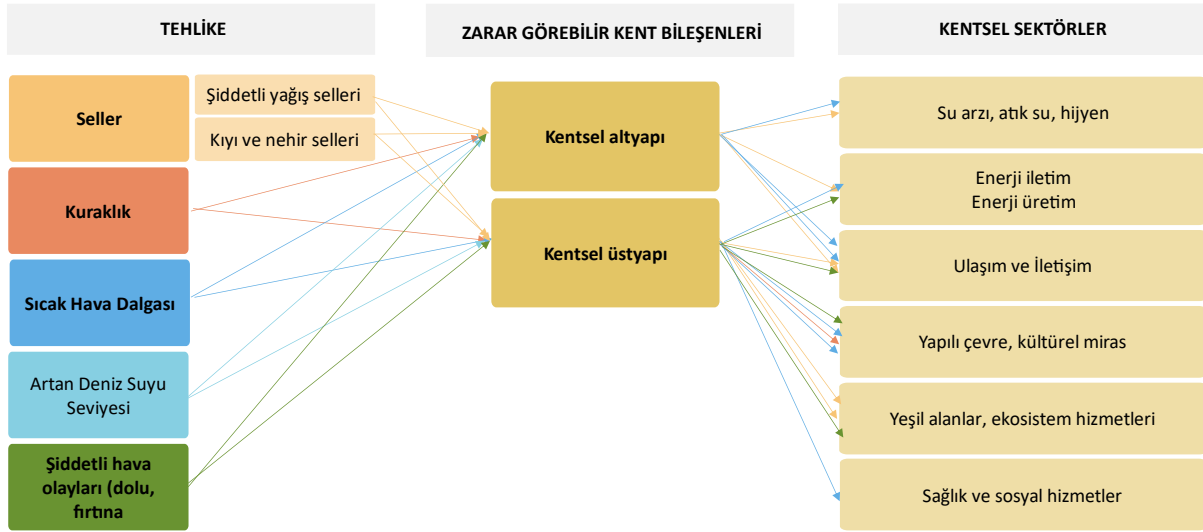 TEHLİKE
ZARAR GÖREBİLİR KENT BİLEŞENLERİ
KENTSEL SEKTÖRLER
Seller
Şiddetli yağış selleri
Kıyı ve nehir selleri
Kuraklık
Sıcak Hava Dalgası
Artan Deniz Suyu
Seviyesi
Şiddetli hava
olayları (dolu,
fırtına
Kentsel altyapı
Kentsel üstyapı
Su arzı, atık su, hijyen
Enerji iletim
Enerji üretim
Ulaşım ve İletişim
Yapılı çevre, kültürel miras
Yeşil alanlar, ekosistem hizmetleri
Sağlık ve sosyal hizmetler